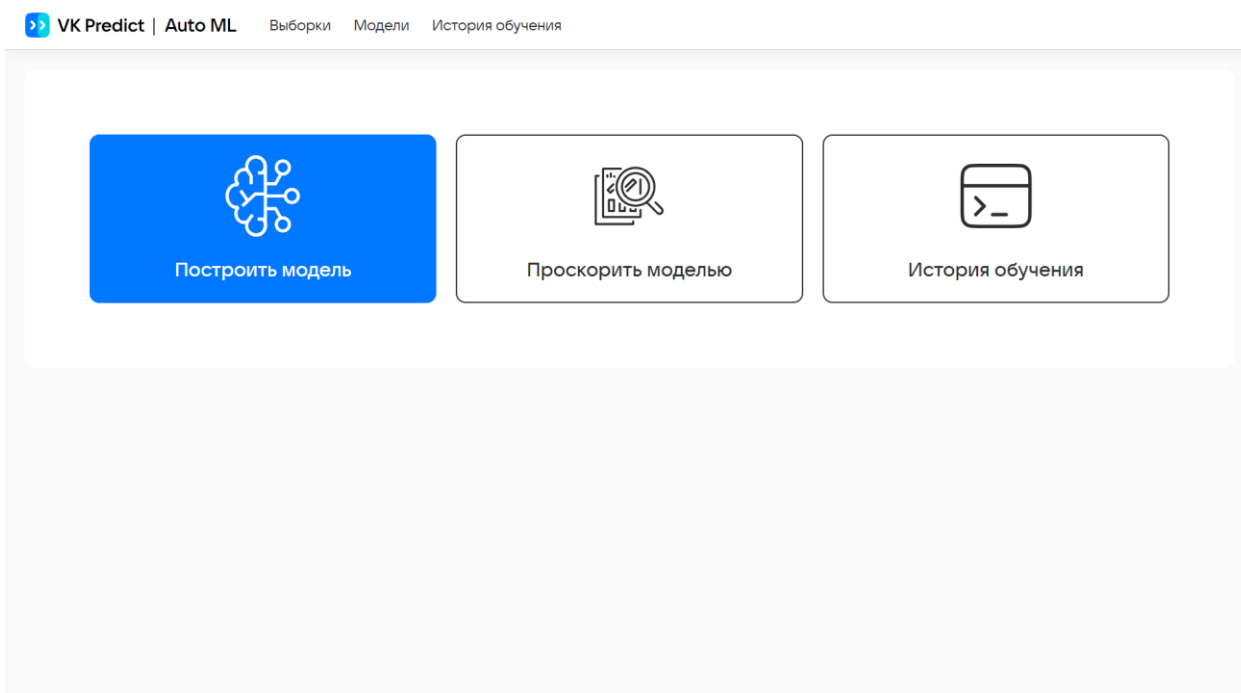 VK Predict | Auto ML Выборки Модели История обучения
Построить модель
Проскорить моделью
История обучения